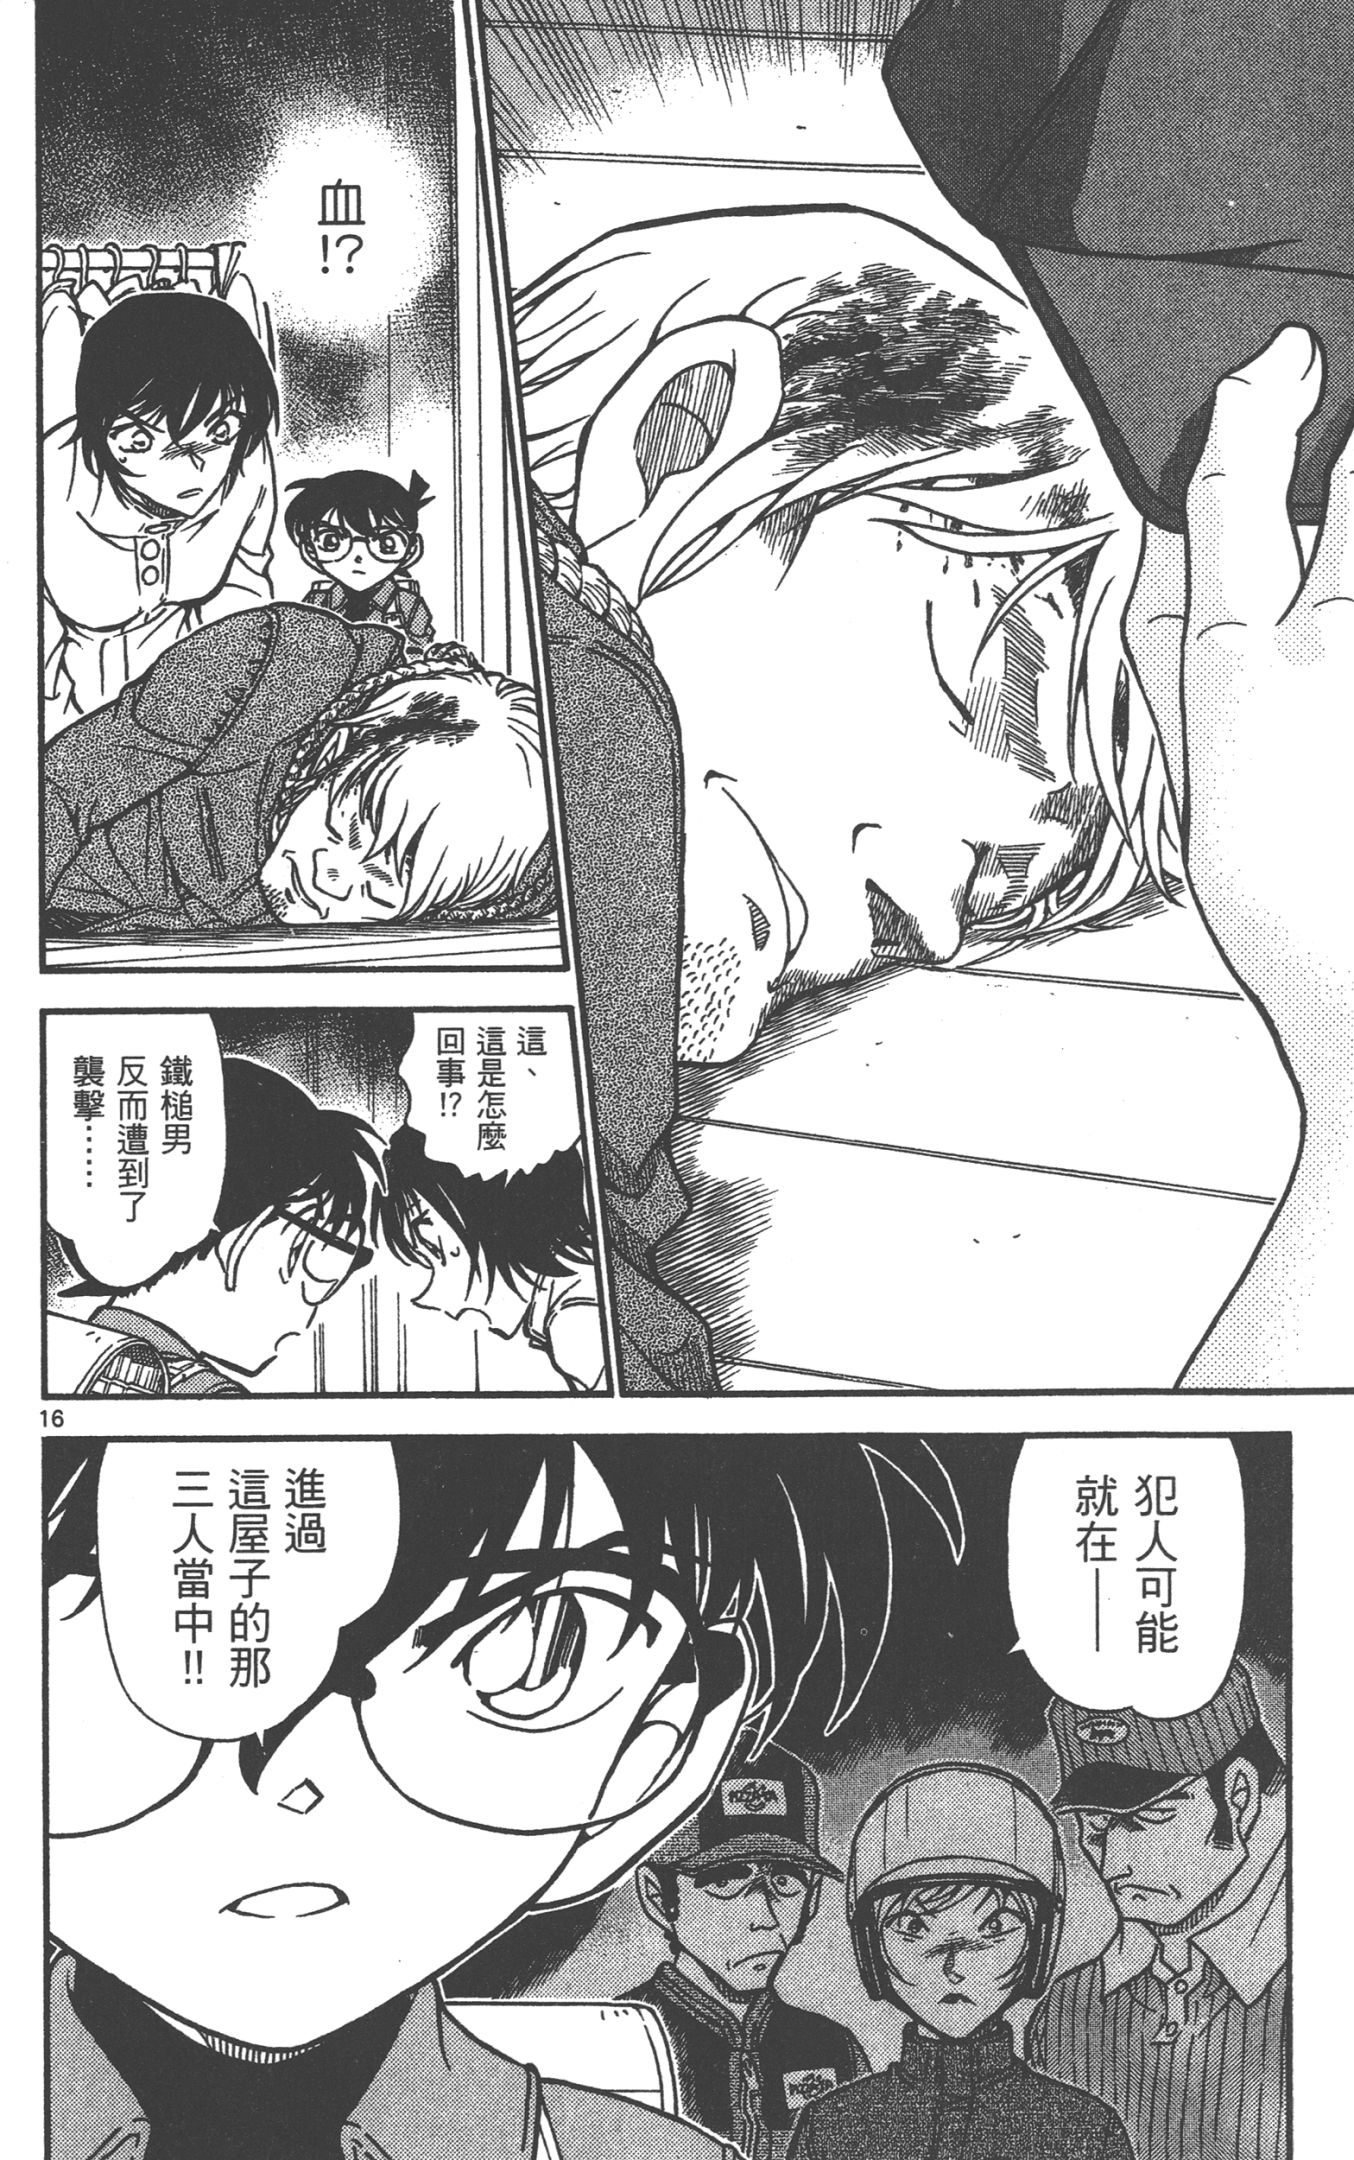 血!?
這、
這是怎麼
回事!?
鐵槌男
反而遭到了
襲擊……
16
犯人可能
就在——
進過
這屋子的那
三人當中!!